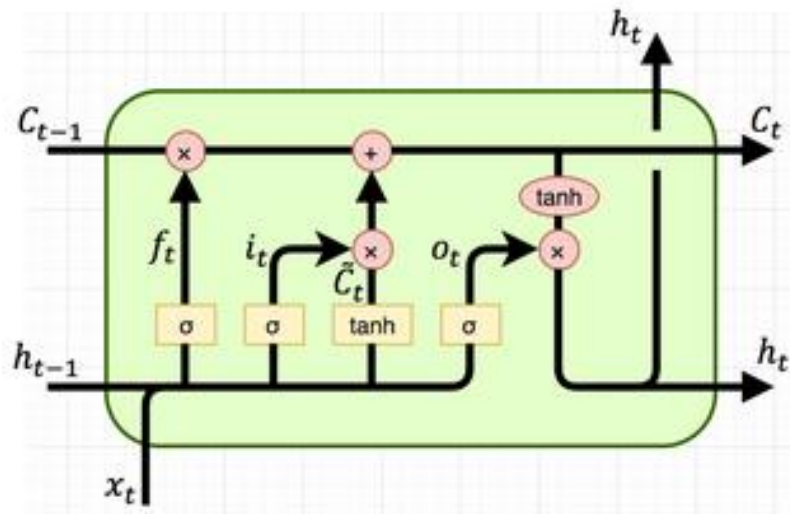 h_t
C_{t-1} × + C_t
tanh
f_t i_t × o_t ×
C̃_t
σ σ tanh σ
h_{t-1} h_t
x_t